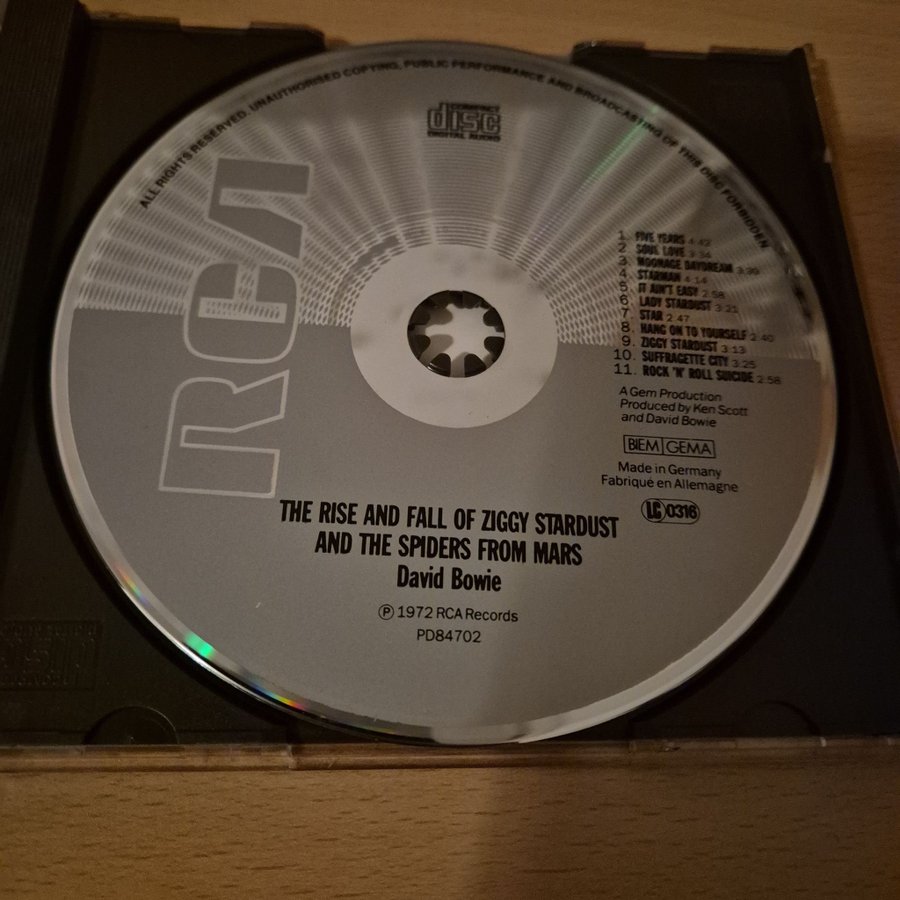 ALL RIGHTS RESERVED. UNAUTHORISED COPYING, PUBLIC PERFORMANCE AND BROADCASTING OF THIS DISC FORBIDDEN
COMPACT
disc
DIGITAL AUDIO
RCA
1. FIVE YEARS 4:42
2. SOUL LOVE 3:34
3. MOONAGE DAYDREAM 3:39
4. STARMAN 4:14
5. IT AIN'T EASY 2:58
6. LADY STARDUST 3:21
7. STAR 2:47
8. HANG ON TO YOURSELF 2:40
9. ZIGGY STARDUST 3:13
10. SUFFRAGETTE CITY 3:25
11. ROCK 'N' ROLL SUICIDE 2:58
A Gem Production
Produced by Ken Scott
and David Bowie
BIEM GEMA
Made in Germany
Fabriqué en Allemagne
LC 0316
THE RISE AND FALL OF ZIGGY STARDUST
AND THE SPIDERS FROM MARS
David Bowie
Ⓟ 1972 RCA Records
PD84702